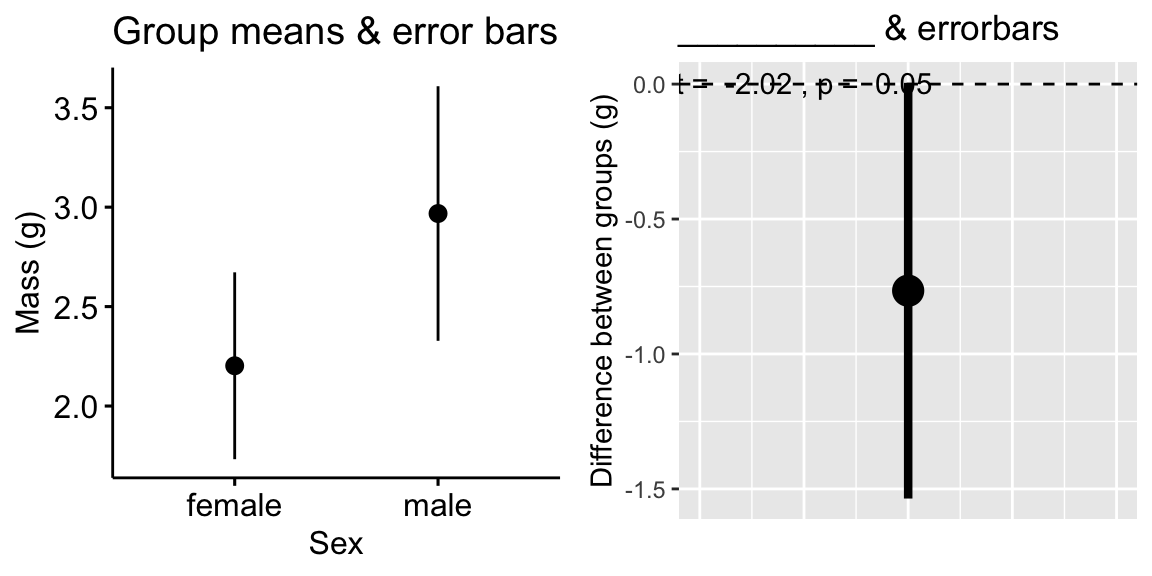 Group means & error bars
Mass (g)
3.5
3.0
2.5
2.0
female male
Sex
__________ & errorbars
Difference between groups (g)
0.0
t = -2.02 , p = 0.05
-0.5
-1.0
-1.5